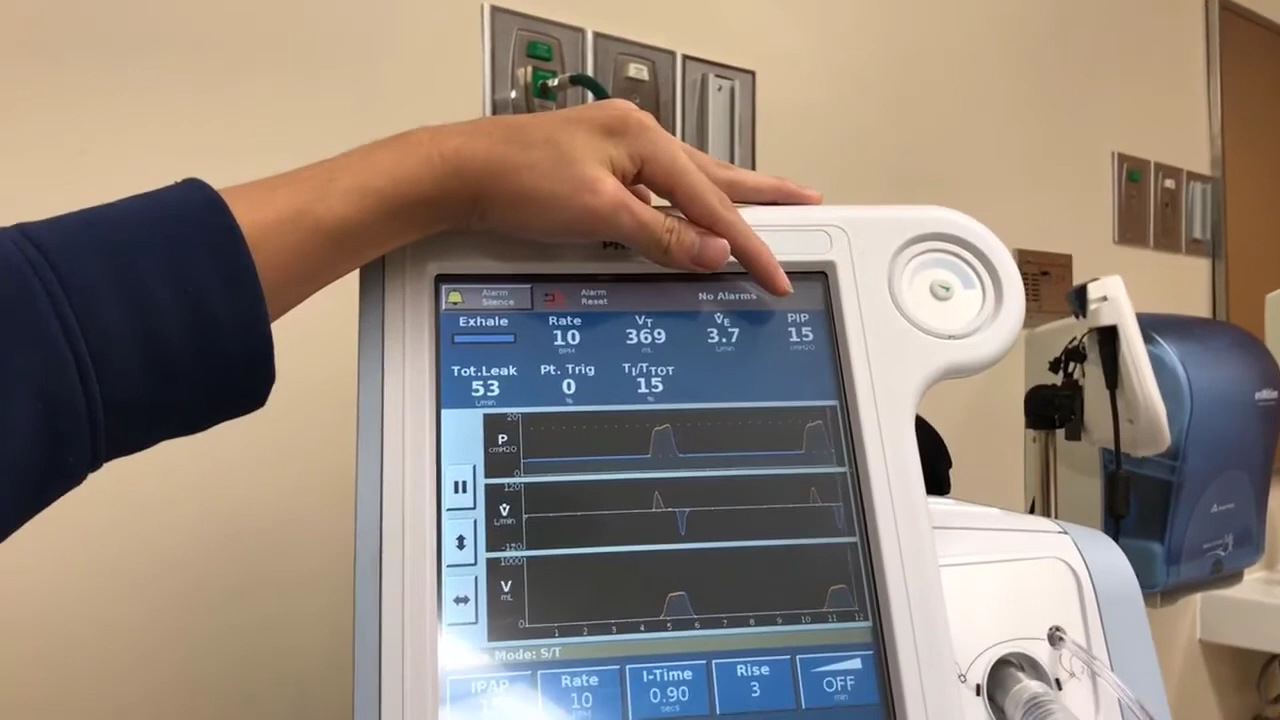 Alarm Silence
Alarm Reset
No Alarms
Exhale
Rate 10 BPM
VT 369 mL
V̇E 3.7 L/min
PIP 15 cmH2O
Tot.Leak 53 L/min
Pt. Trig 0 %
TI/TTOT 15 %
20
P
cmH2O
0
120
V̇
L/min
-120
1000
V
mL
0
1 2 3 4 5 6 7 8 9 10 11 12
Mode: S/T
IPAP
Rate 10 BPM
I-Time 0.90 secs
Rise 3
OFF min